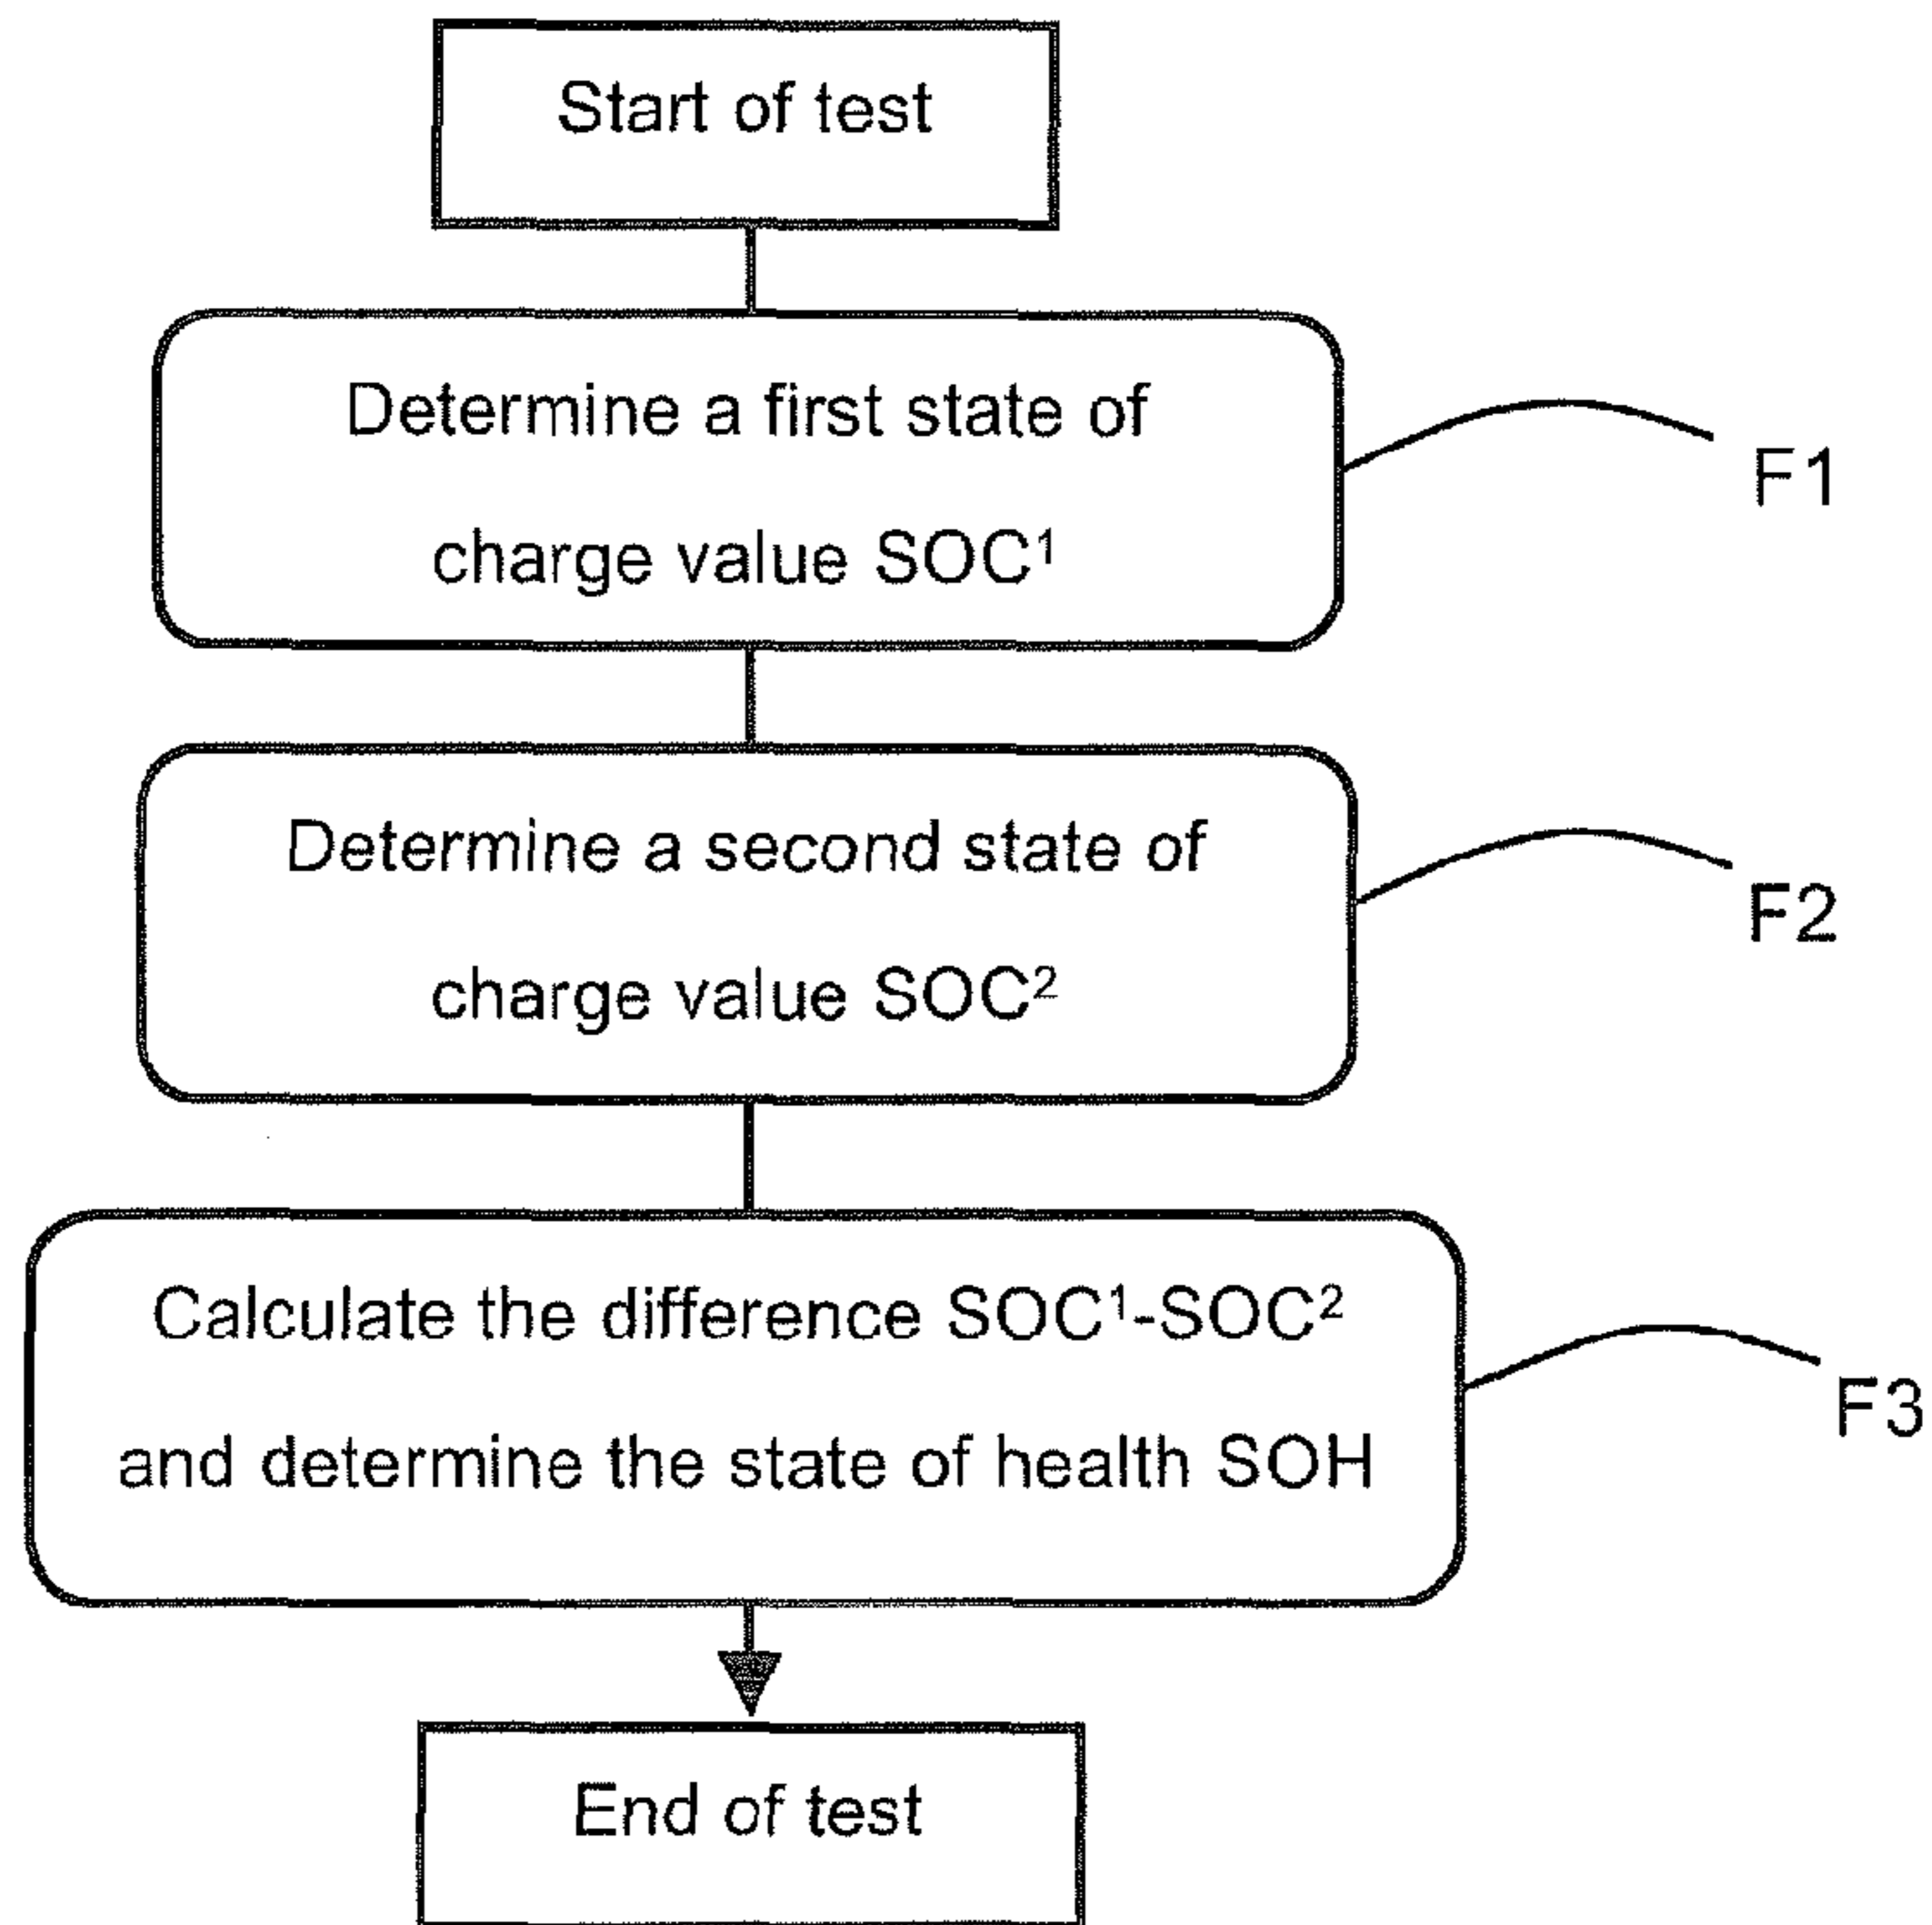 Start of test
Determine a first state of
charge value SOC¹
F1
Determine a second state of
charge value SOC²
F2
Calculate the difference SOC¹-SOC²
and determine the state of health SOH
F3
End of test